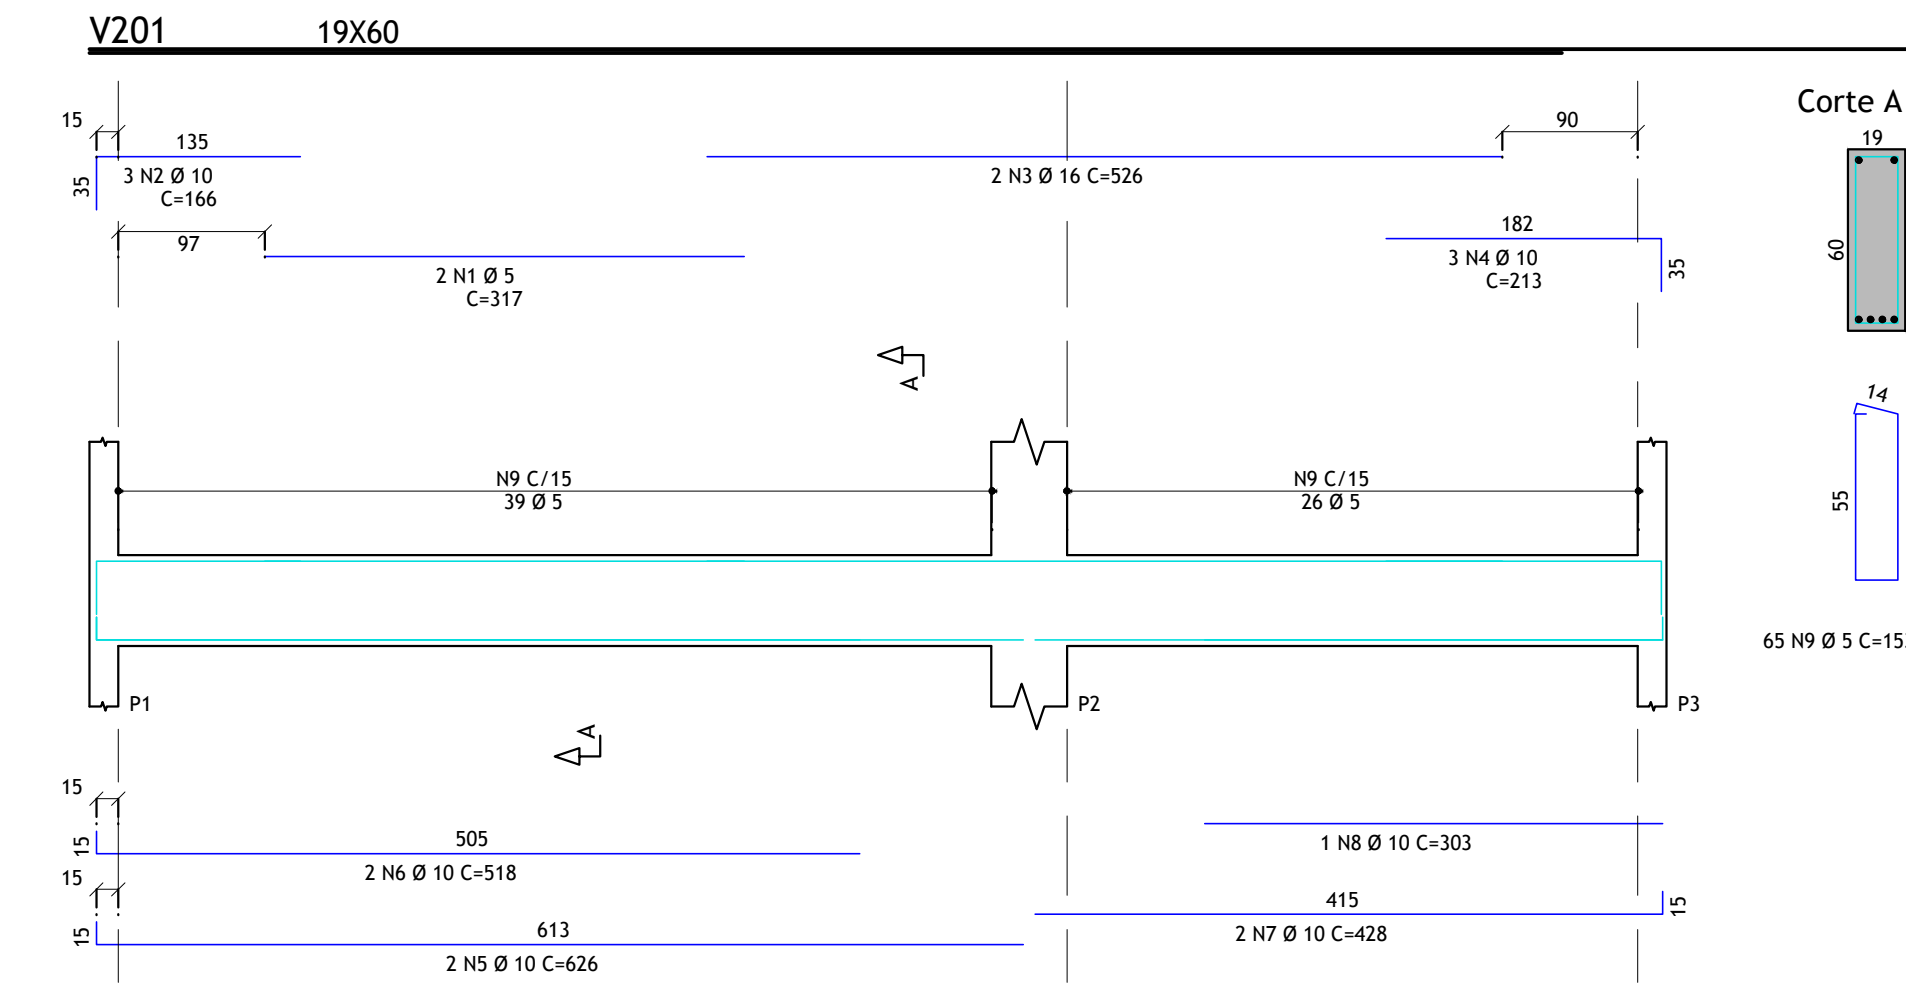 V201 19X60
Corte A
15
135
90
19
35
3 N2 Ø 10
C=166
2 N3 Ø 16 C=526
97
182
3 N4 Ø 10
C=213
35
60
2 N1 Ø 5
C=317
A
14
N9 C/15
39 Ø 5
N9 C/15
26 Ø 5
55
65 N9 Ø 5
P1
P2
P3
A
15
15
505
2 N6 Ø 10 C=518
1 N8 Ø 10 C=303
15
15
613
2 N5 Ø 10 C=626
415
2 N7 Ø 10 C=428
15